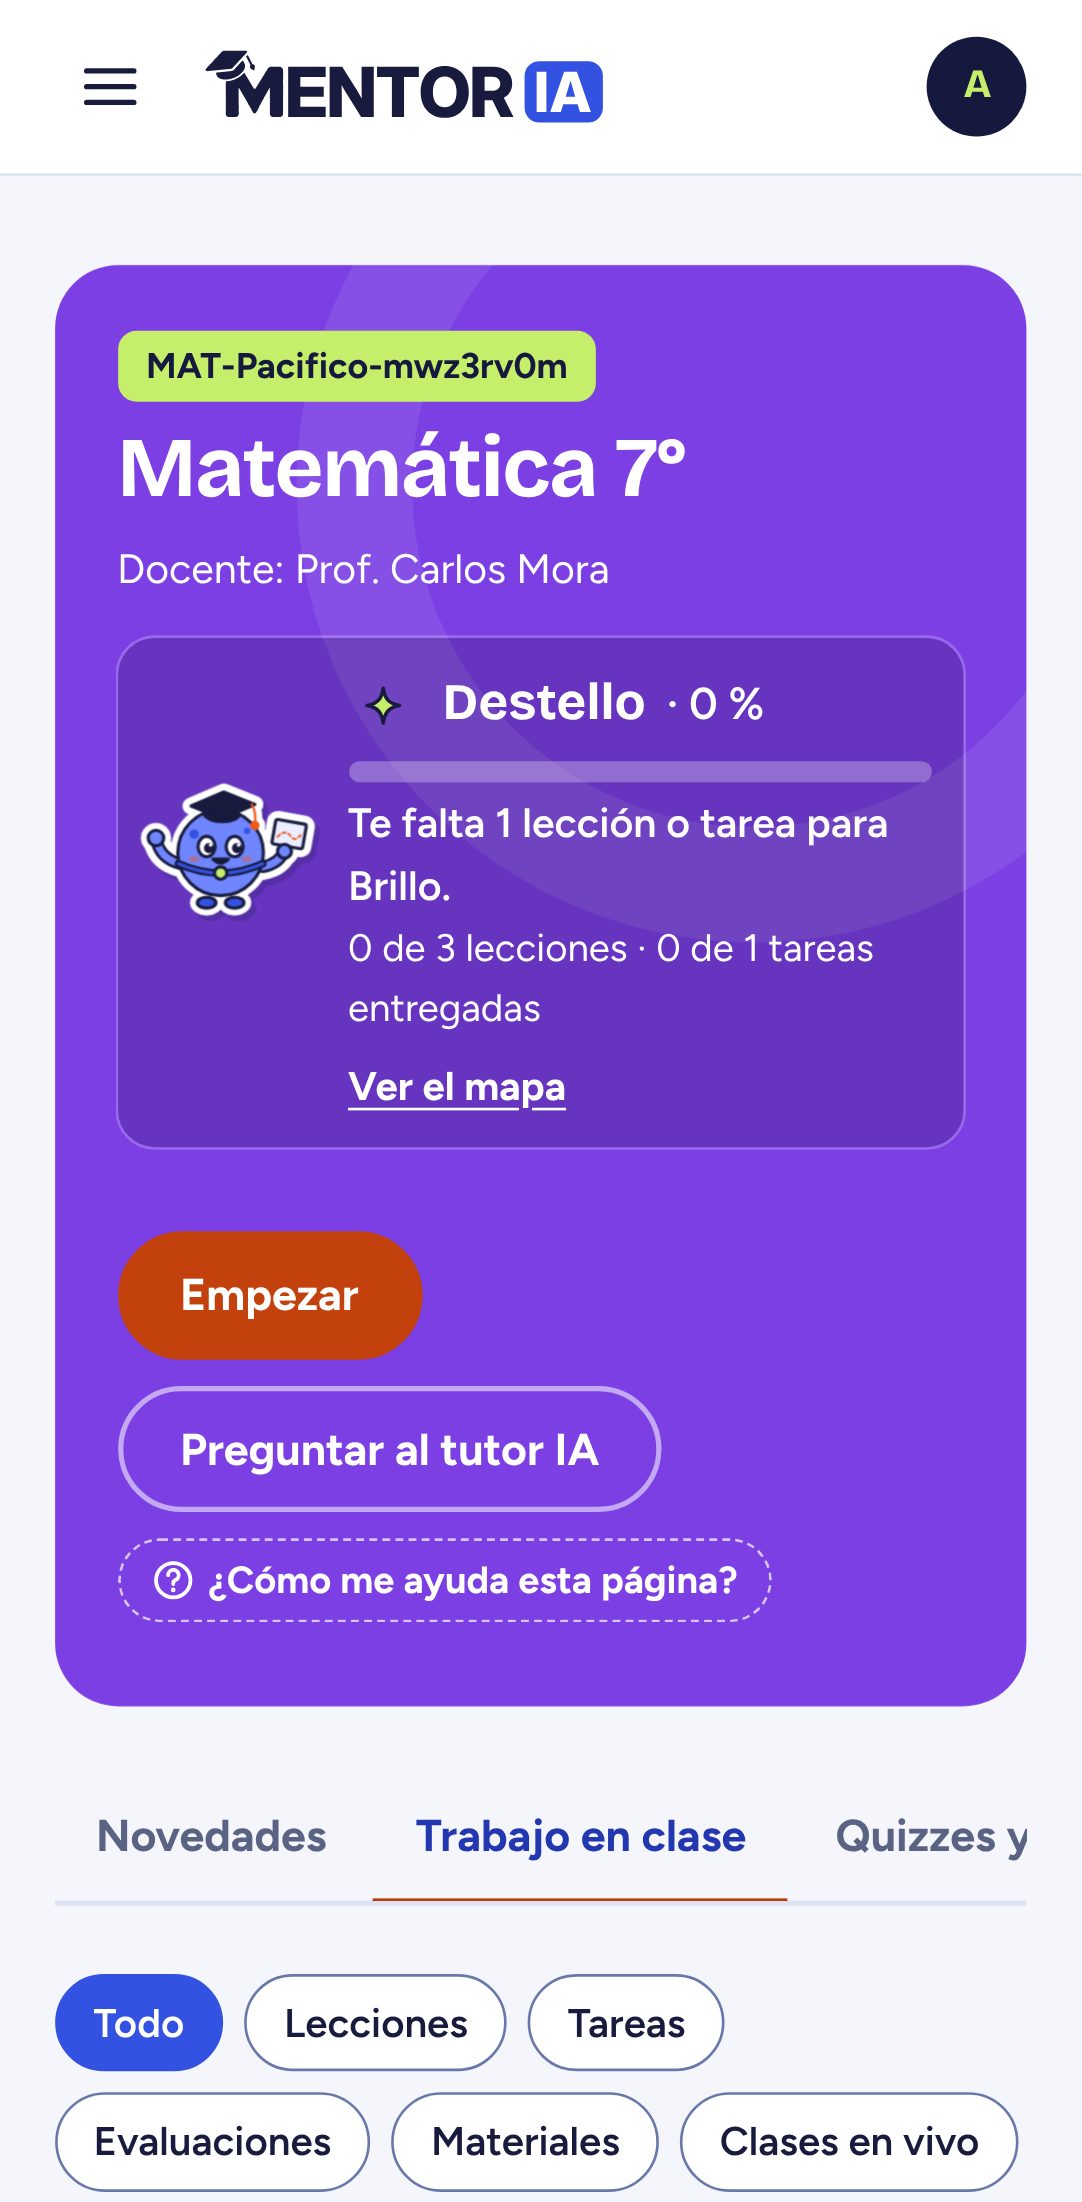 MENTOR IA
A
MAT-Pacifico-mwz3rv0m
Matemática 7°
Docente: Prof. Carlos Mora
Destello · 0 %
Te falta 1 lección o tarea para
Brillo.
0 de 3 lecciones · 0 de 1 tareas
entregadas
Ver el mapa
Empezar
Preguntar al tutor IA
¿Cómo me ayuda esta página?
Novedades
Trabajo en clase
Quizzes y
Todo
Lecciones
Tareas
Evaluaciones
Materiales
Clases en vivo